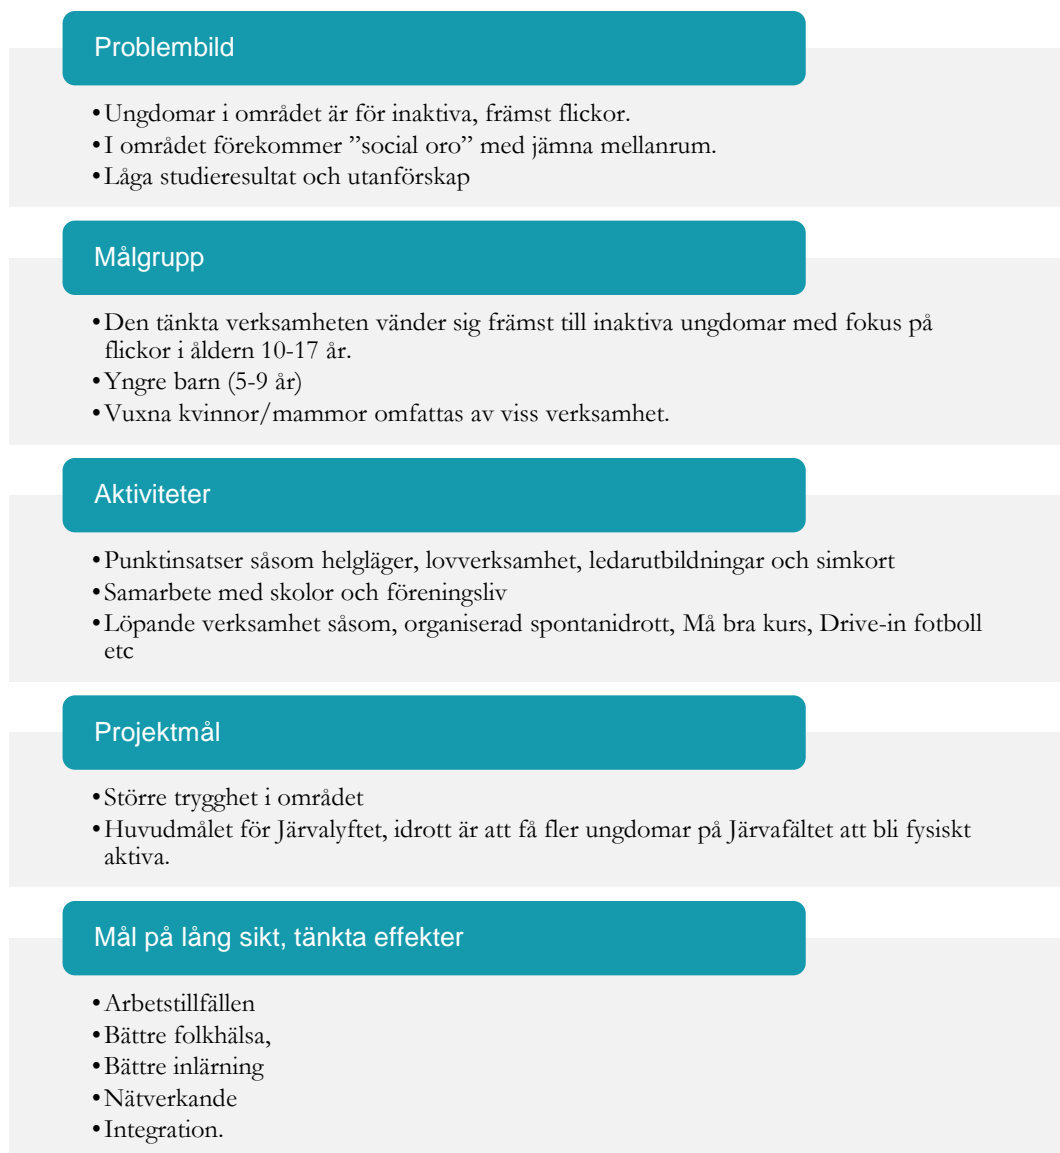 Problembild
•Ungdomar i området är för inaktiva, främst flickor.
•I området förekommer ”social oro” med jämna mellanrum.
•Låga studieresultat och utanförskap
Målgrupp
•Den tänkta verksamheten vänder sig främst till inaktiva ungdomar med fokus på
flickor i åldern 10-17 år.
•Yngre barn (5-9 år)
•Vuxna kvinnor/mammor omfattas av viss verksamhet.
Aktiviteter
•Punktinsatser såsom helgläger, lovverksamhet, ledarutbildningar och simkort
•Samarbete med skolor och föreningsliv
•Löpande verksamhet såsom, organiserad spontanidrott, Må bra kurs, Drive-in fotboll
etc
Projektmål
•Större trygghet i området
•Huvudmålet för Järvalyftet, idrott är att få fler ungdomar på Järvafältet att bli fysiskt
aktiva.
Mål på lång sikt, tänkta effekter
•Arbetstillfällen
•Bättre folkhälsa,
•Bättre inlärning
•Nätverkande
•Integration.